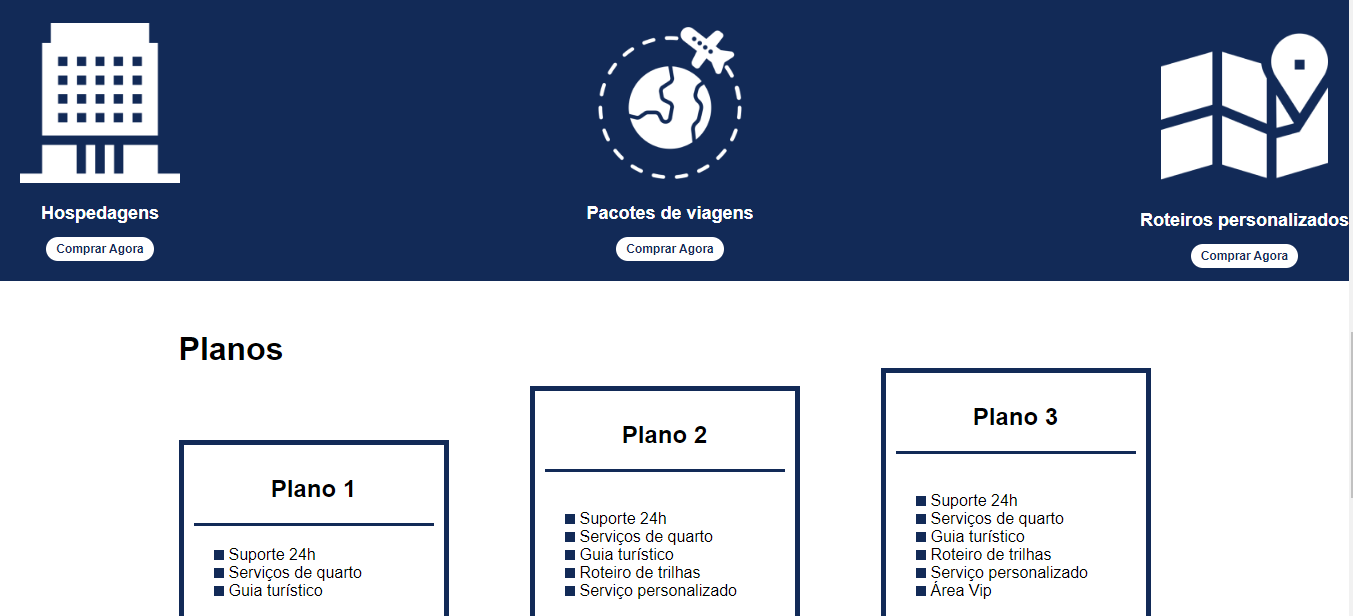 Hospedagens
Comprar Agora
Pacotes de viagens
Comprar Agora
Roteiros personalizados
Comprar Agora
Planos
Plano 1
Suporte 24h
Serviços de quarto
Guia turístico
Plano 2
Suporte 24h
Serviços de quarto
Guia turístico
Roteiro de trilhas
Serviço personalizado
Plano 3
Suporte 24h
Serviços de quarto
Guia turístico
Roteiro de trilhas
Serviço personalizado
Área Vip